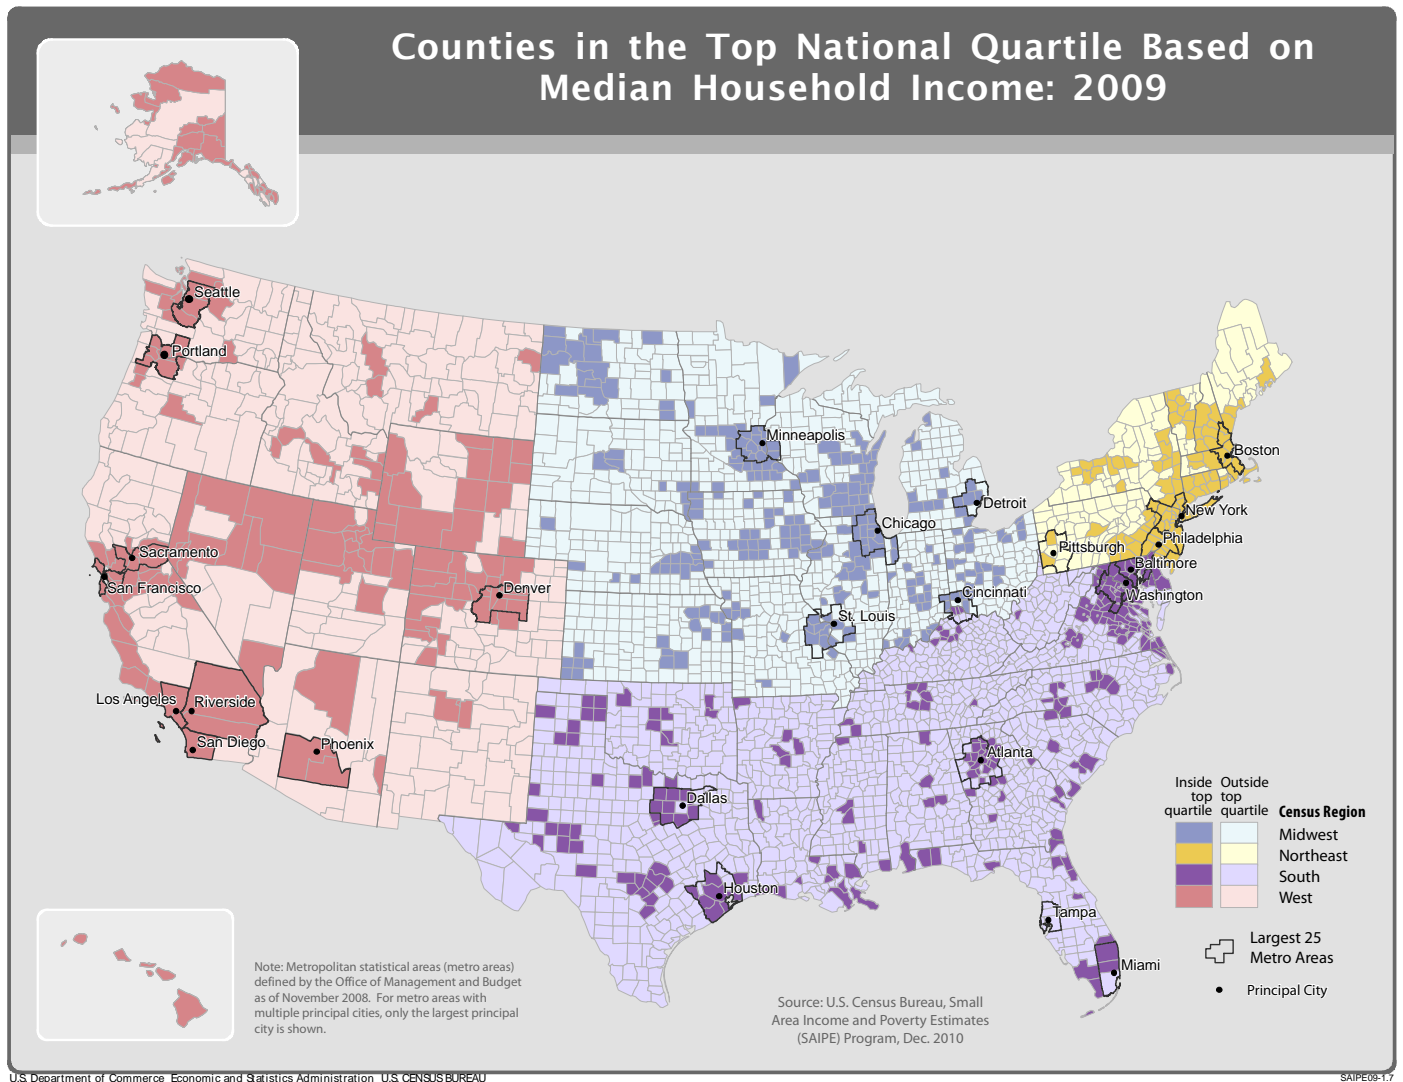 Counties in the Top National Quartile Based on
Median Household Income: 2009
Seattle
Portland
Minneapolis
Boston
Detroit
New York
Chicago
Sacramento
Philadelphia
Pittsburgh
Baltimore
San Francisco
Denver
Cincinnati
Washington
St. Louis
Los Angeles
Riverside
San Diego
Phoenix
Atlanta
Dallas
Houston
Tampa
Miami
Inside
top
quartile
Outside
top
quartile
Census Region
Midwest
Northeast
South
West
Largest 25
Metro Areas
Principal City
Note: Metropolitan statistical areas (metro areas)
defined by the Office of Management and Budget
as of November 2008.  For metro areas with
multiple principal cities, only the largest principal
city is shown.
Source: U.S. Census Bureau, Small
Area Income and Poverty Estimates
(SAIPE) Program, Dec. 2010
U.S. Department of Commerce  Economic and Statistics Administration  U.S. CENSUS BUREAU
SAIPE09-1.7